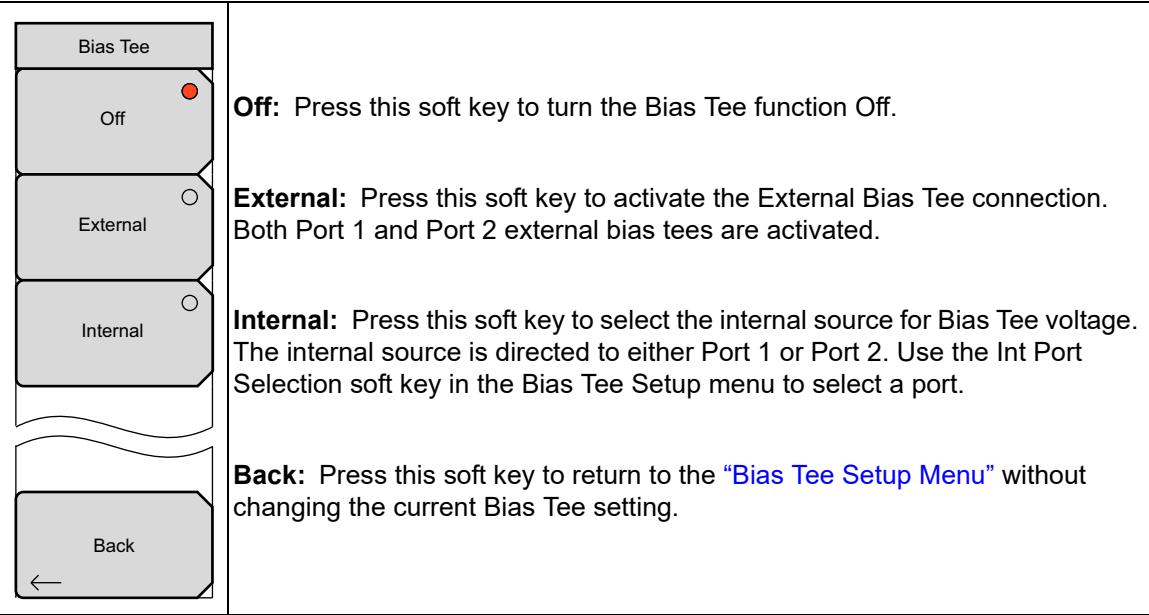 Bias Tee
Off
External
Internal
Back
Off: Press this soft key to turn the Bias Tee function Off.
External: Press this soft key to activate the External Bias Tee connection.
Both Port 1 and Port 2 external bias tees are activated.
Internal: Press this soft key to select the internal source for Bias Tee voltage.
The internal source is directed to either Port 1 or Port 2. Use the Int Port
Selection soft key in the Bias Tee Setup menu to select a port.
Back: Press this soft key to return to the “Bias Tee Setup Menu” without
changing the current Bias Tee setting.